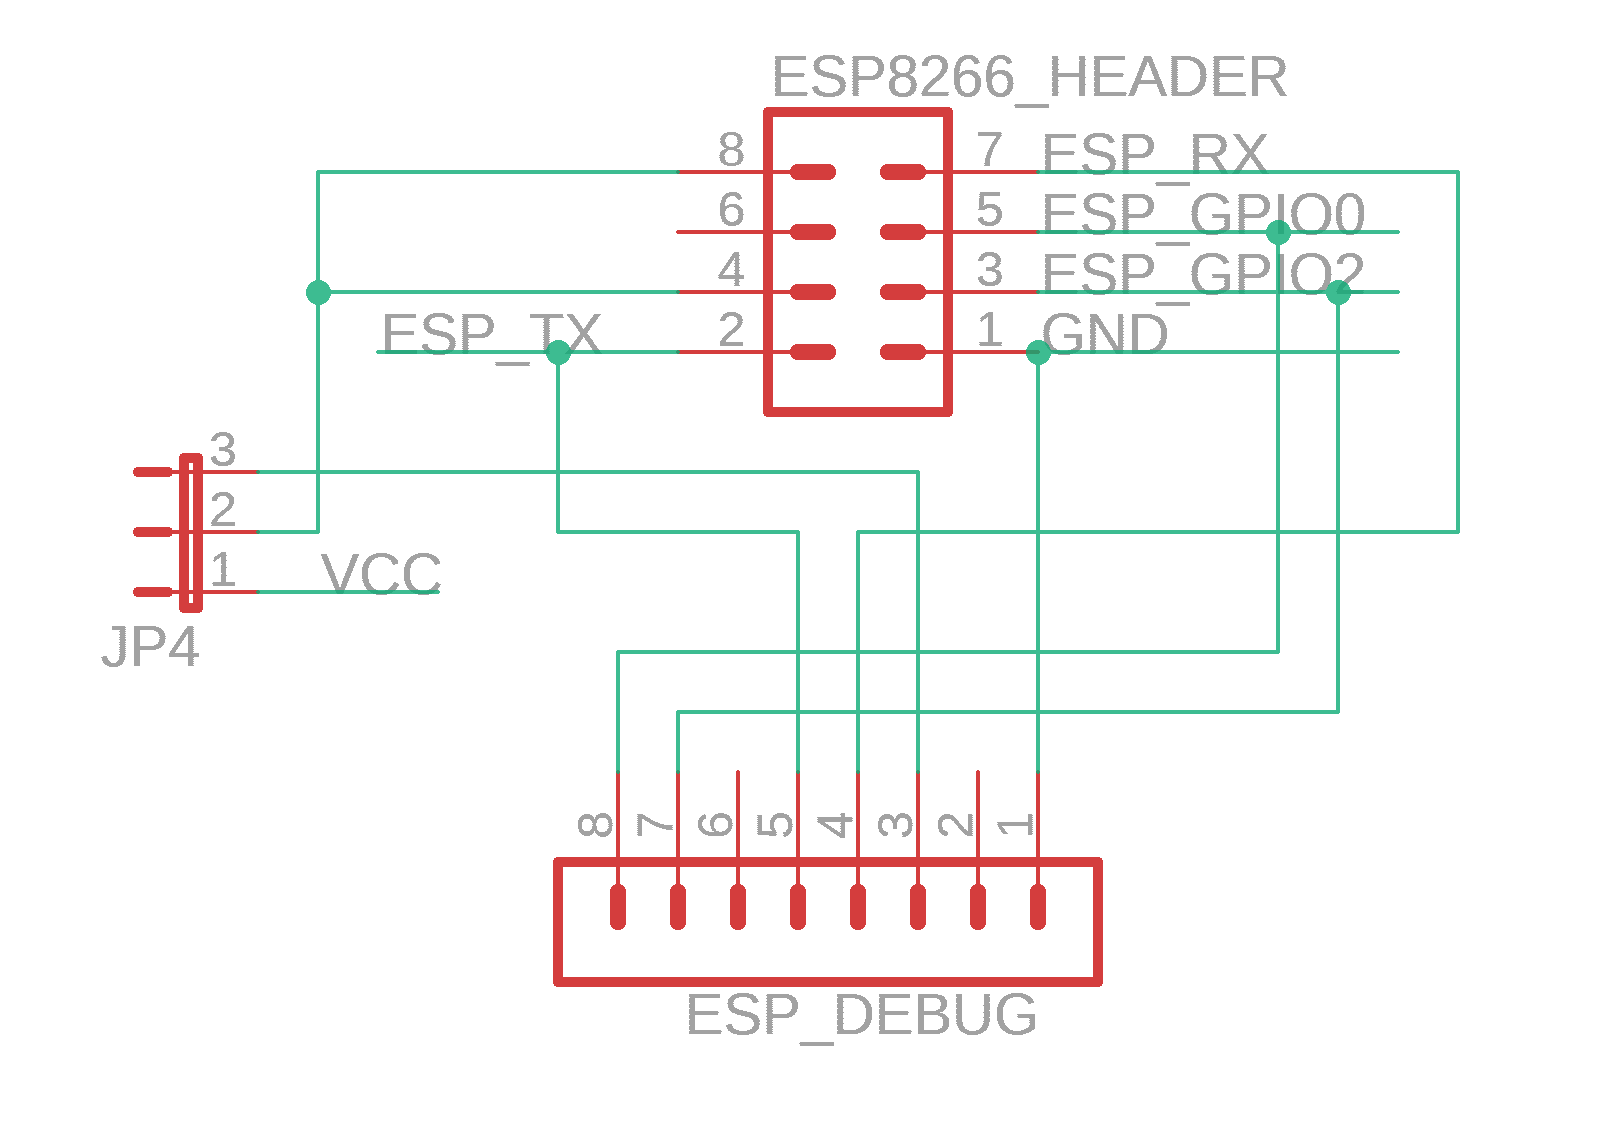 ESP8266_HEADER
8 7 ESP_RX
6 5 ESP_GPIO0
4 3 ESP_GPIO2
ESP_TX 2 1 GND
3
2
1 VCC
JP4
8 7 6 5 4 3 2 1
ESP_DEBUG